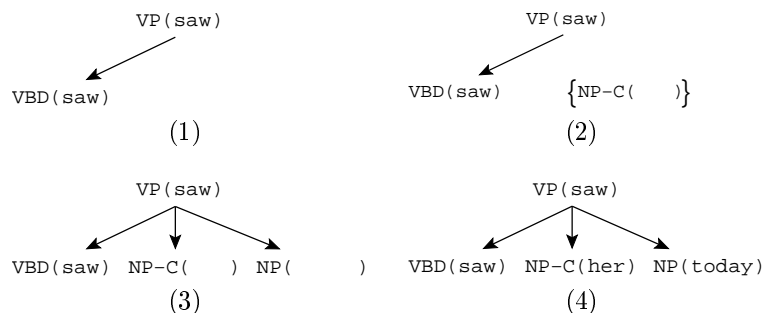 VP(saw)
VBD(saw)
(1)
VP(saw)
VBD(saw) {NP-C( )}
(2)
VP(saw)
VBD(saw) NP-C( ) NP( )
(3)
VP(saw)
VBD(saw) NP-C(her) NP(today)
(4)